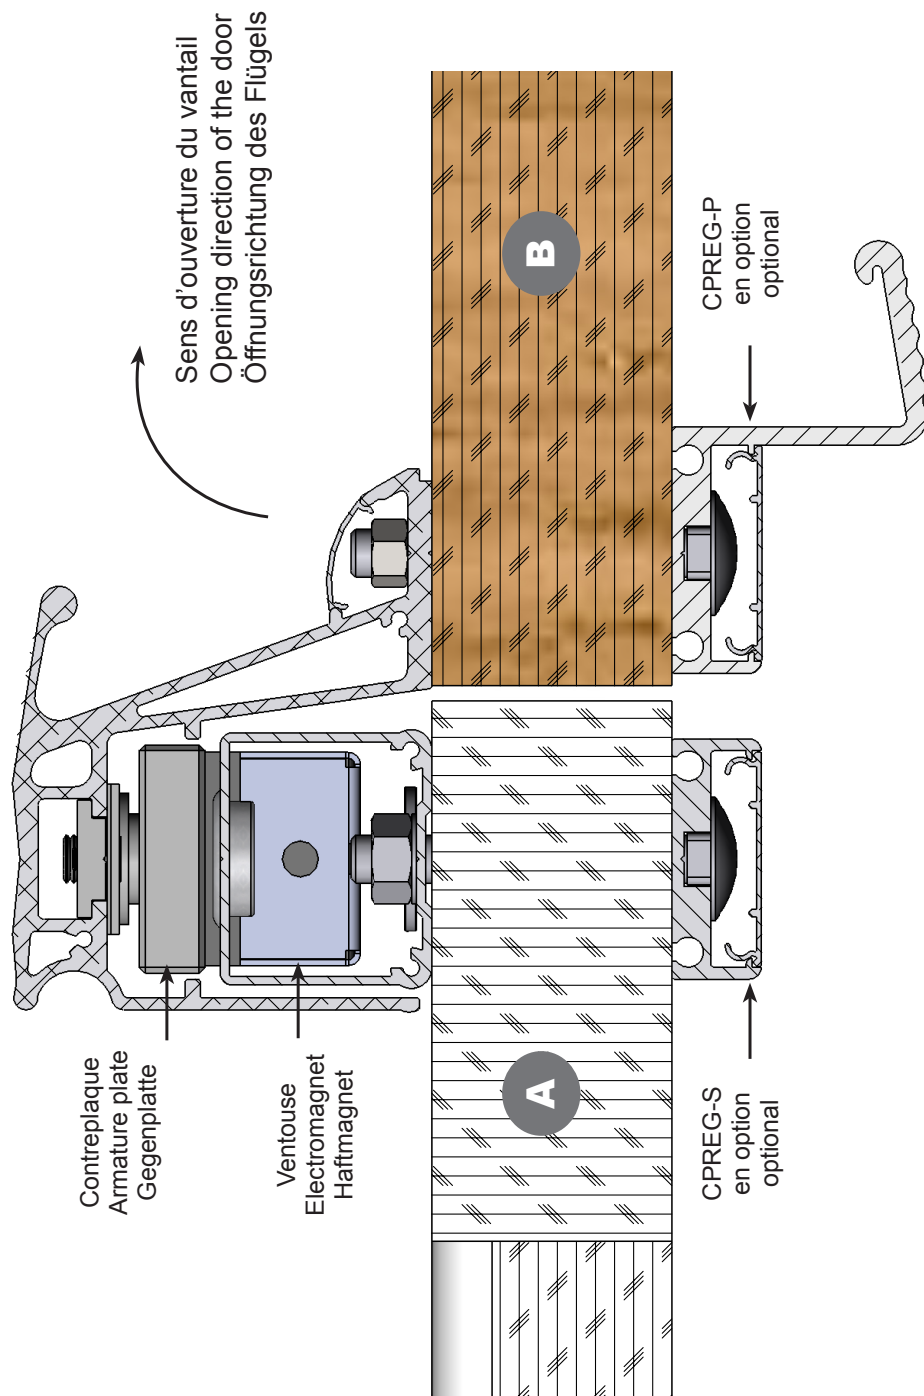 Sens d'ouverture du vantail
Opening direction of the door
Öffnungsrichtung des Flügels
Contreplaque
Armature plate
Gegenplatte
Ventouse
Electromagnet
Haftmagnet
A
B
CPREG-S
en option
optional
CPREG-P
en option
optional